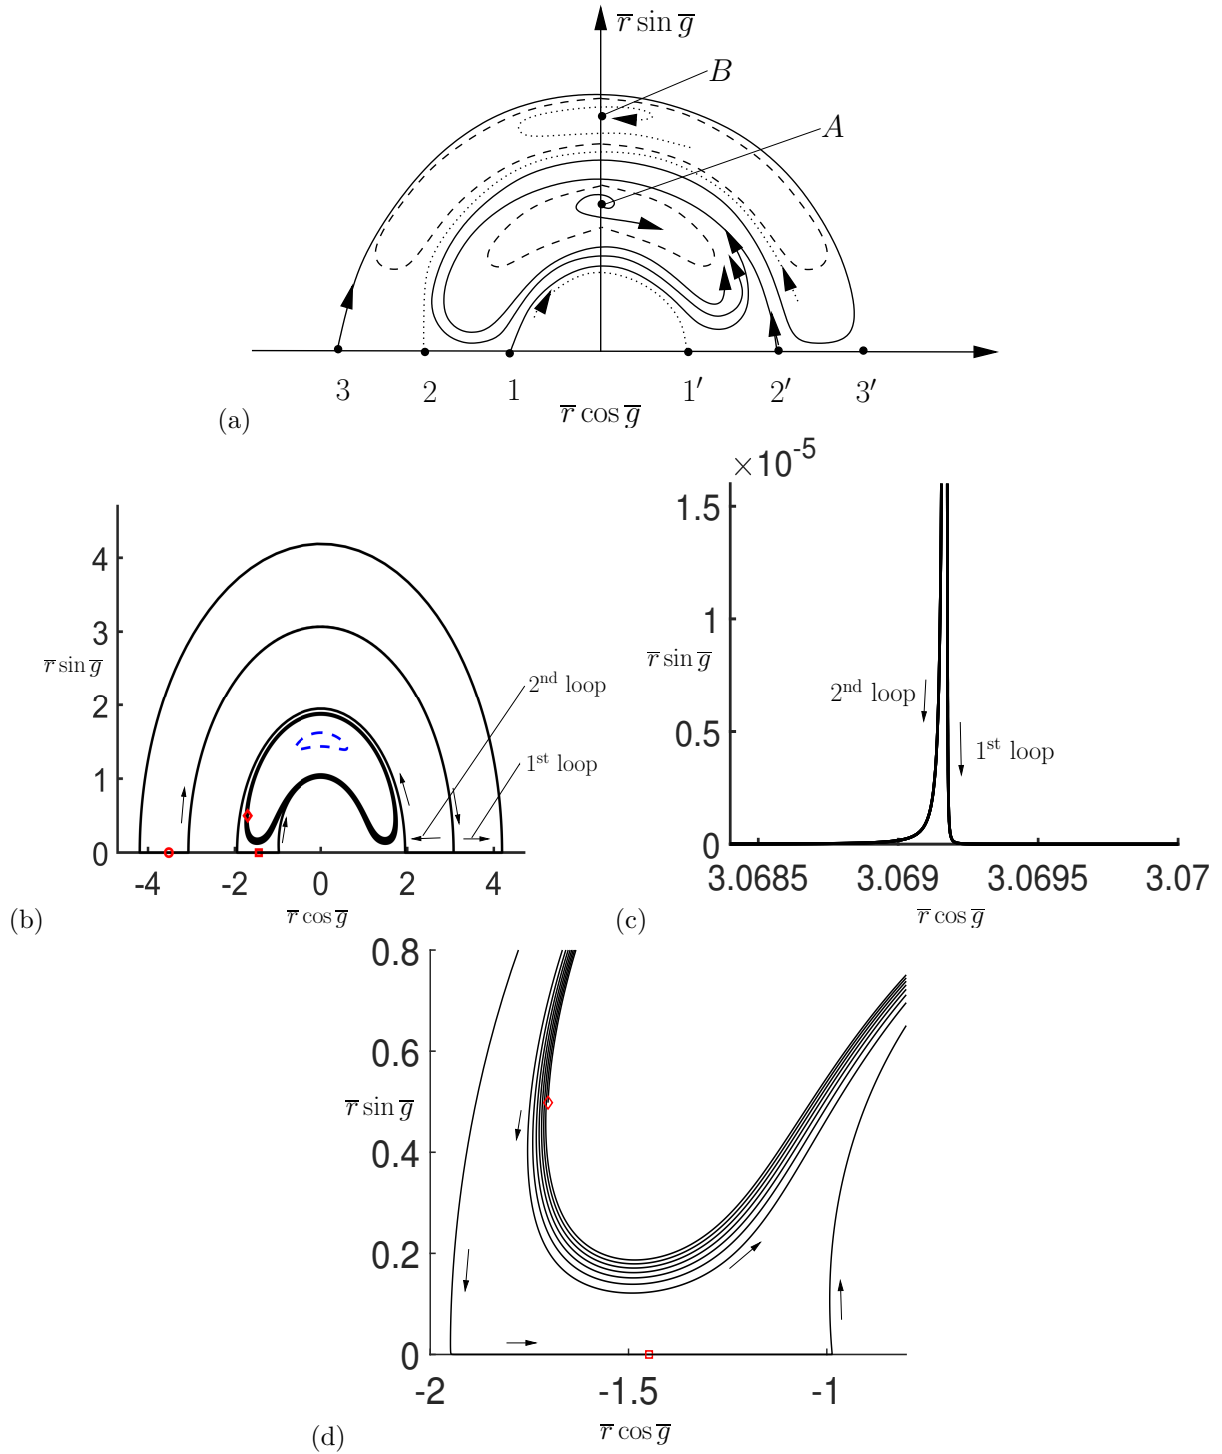 r̅ sin g̅
B
A
3 2 1 1′ 2′ 3′
r̅ cos g̅
(a)
×10⁻⁵
4
3
2
1
0
r̅ sin g̅
2ⁿᵈ loop
1ˢᵗ loop
-4 -2 0 2 4
r̅ cos g̅
(b)
1.5
1
0.5
0
r̅ sin g̅
2ⁿᵈ loop
1ˢᵗ loop
3.0685 3.069 3.0695 3.07
r̅ cos g̅
(c)
0.8
0.6
0.4
0.2
0
r̅ sin g̅
-2 -1.5 -1
r̅ cos g̅
(d)